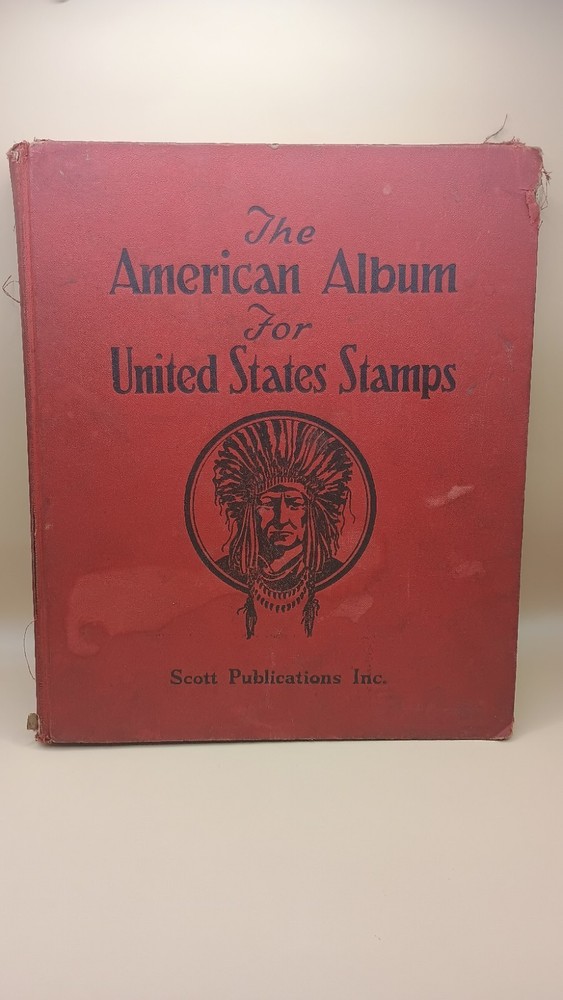 The
American Album
For
United States Stamps
Scott Publications Inc.